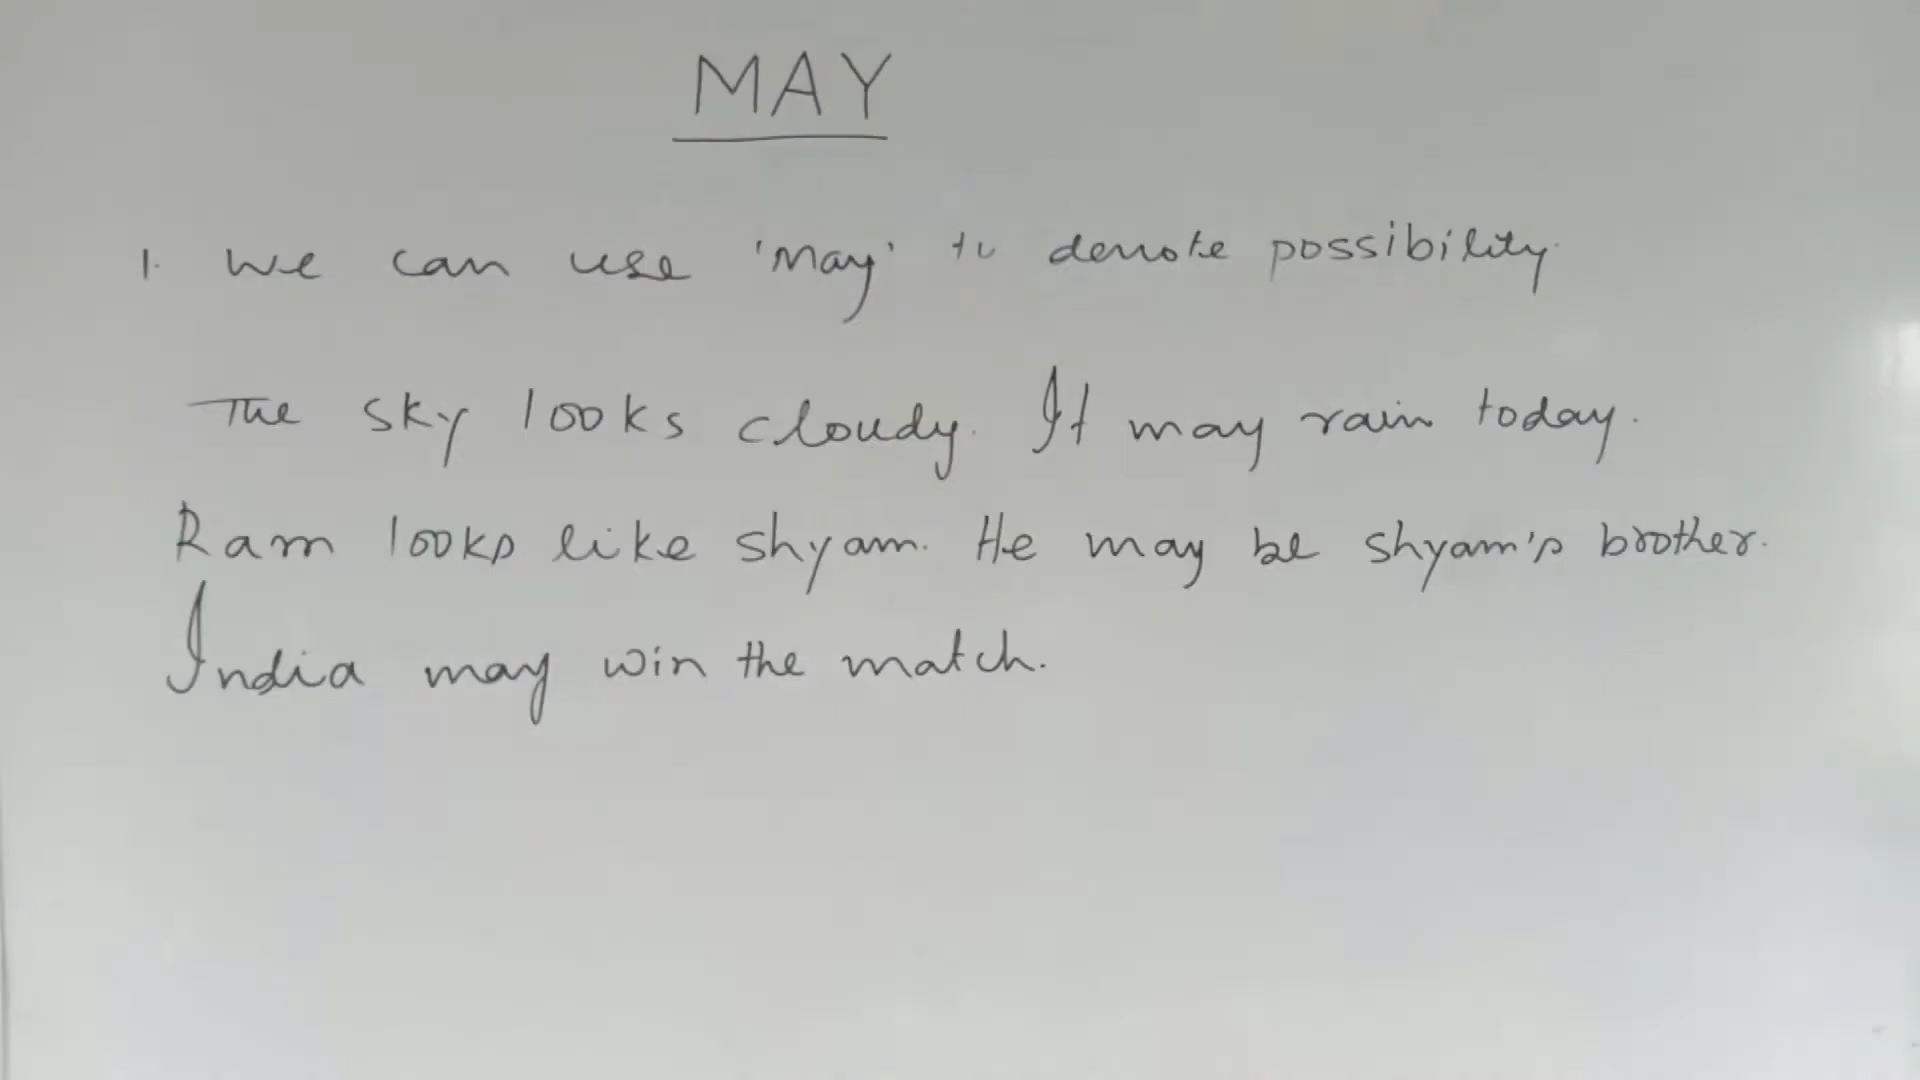 MAY
1. We can use 'may' to denote possibility.
The sky looks cloudy. It may rain today.
Ram looks like shyam. He may be shyam's brother.
India may win the match.